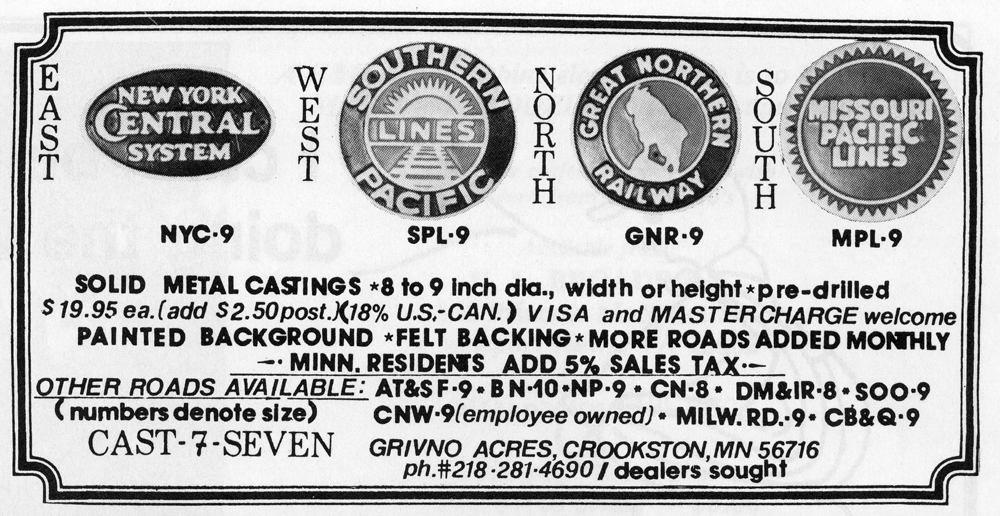 EAST
NEW YORK
CENTRAL
SYSTEM
NYC-9
WEST
SOUTHERN
LINES
PACIFIC
SPL-9
NORTH
GREAT NORTHERN
RAILWAY
GNR-9
SOUTH
MISSOURI
PACIFIC
LINES
MPL-9
SOLID METAL CASTINGS *8 to 9 inch dia., width or height*pre-drilled
$19.95 ea. (add $2.50 post.)(18% U.S.-CAN.) VISA and MASTER CHARGE welcome
PAINTED BACKGROUND *FELT BACKING*MORE ROADS ADDED MONTHLY
—· MINN. RESIDENTS ADD 5% SALES TAX·—
OTHER ROADS AVAILABLE: AT&SF-9 • BN-10 • NP-9 • CN-8 • DM&IR-8 • SOO-9
(numbers denote size) CNW-9 (employee owned) • MILW. RD.-9 • CB&Q-9
CAST-7-SEVEN GRIVNO ACRES, CROOKSTON, MN 56716
ph.#218-281-4690 / dealers sought